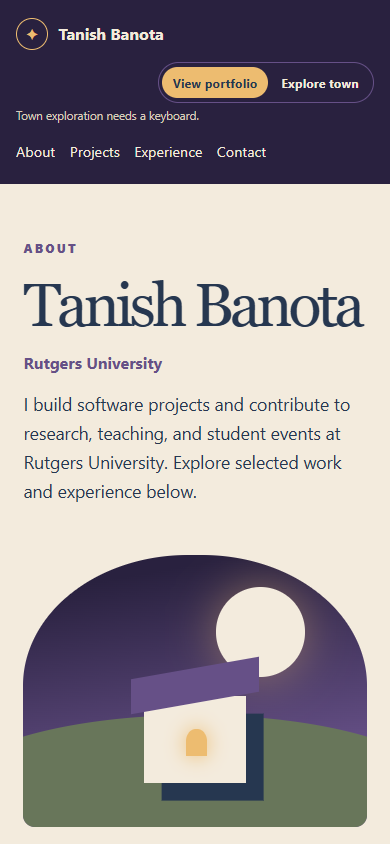 Tanish Banota
View portfolio
Explore town
Town exploration needs a keyboard.
About Projects Experience Contact
ABOUT
Tanish Banota
Rutgers University
I build software projects and contribute to
research, teaching, and student events at
Rutgers University. Explore selected work
and experience below.